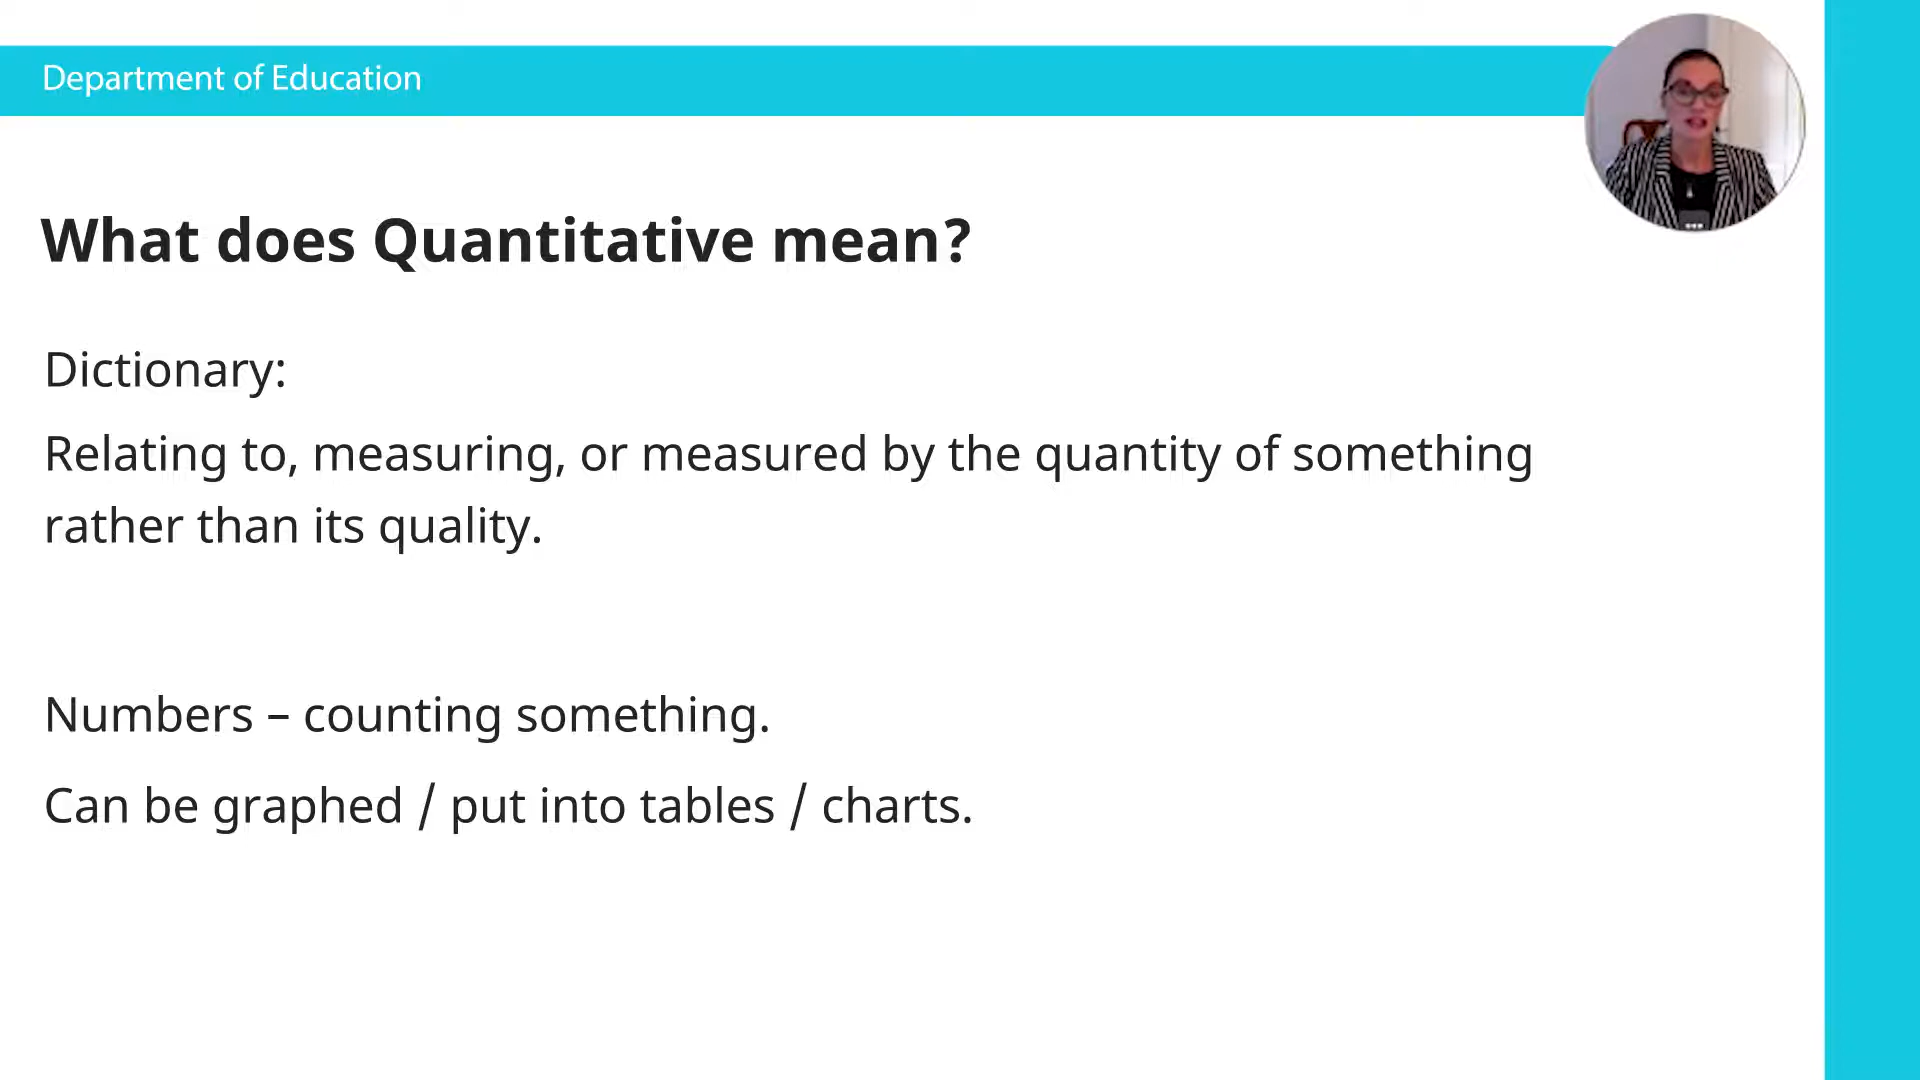 Department of Education
What does Quantitative mean?
Dictionary:
Relating to, measuring, or measured by the quantity of something
rather than its quality.
Numbers – counting something.
Can be graphed / put into tables / charts.